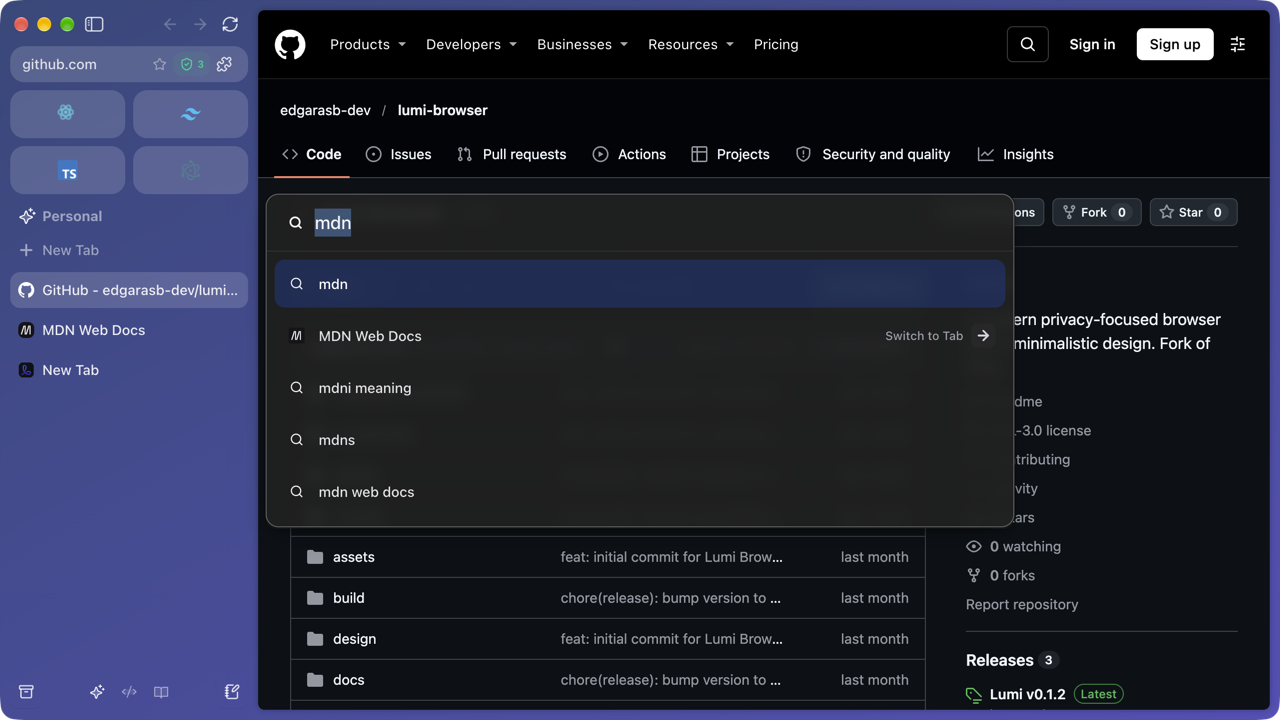 github.com
3
TS
Personal
New Tab
GitHub - edgarasb-dev/lumi...
MDN Web Docs
New Tab
Products
Developers
Businesses
Resources
Pricing
Sign in
Sign up
edgarasb-dev / lumi-browser
Code
Issues
Pull requests
Actions
Projects
Security and quality
Insights
ons
Fork 0
Star 0
mdn
mdn
MDN Web Docs
Switch to Tab
mdni meaning
mdns
mdn web docs
ern privacy-focused browser
minimalistic design. Fork of
dme
-3.0 license
tributing
vity
ars
0 watching
0 forks
Report repository
assets feat: initial commit for Lumi Brow... last month
build chore(release): bump version to ... last month
design feat: initial commit for Lumi Brow... last month
docs chore(release): bump version to ... last month
Releases 3
Lumi v0.1.2 Latest